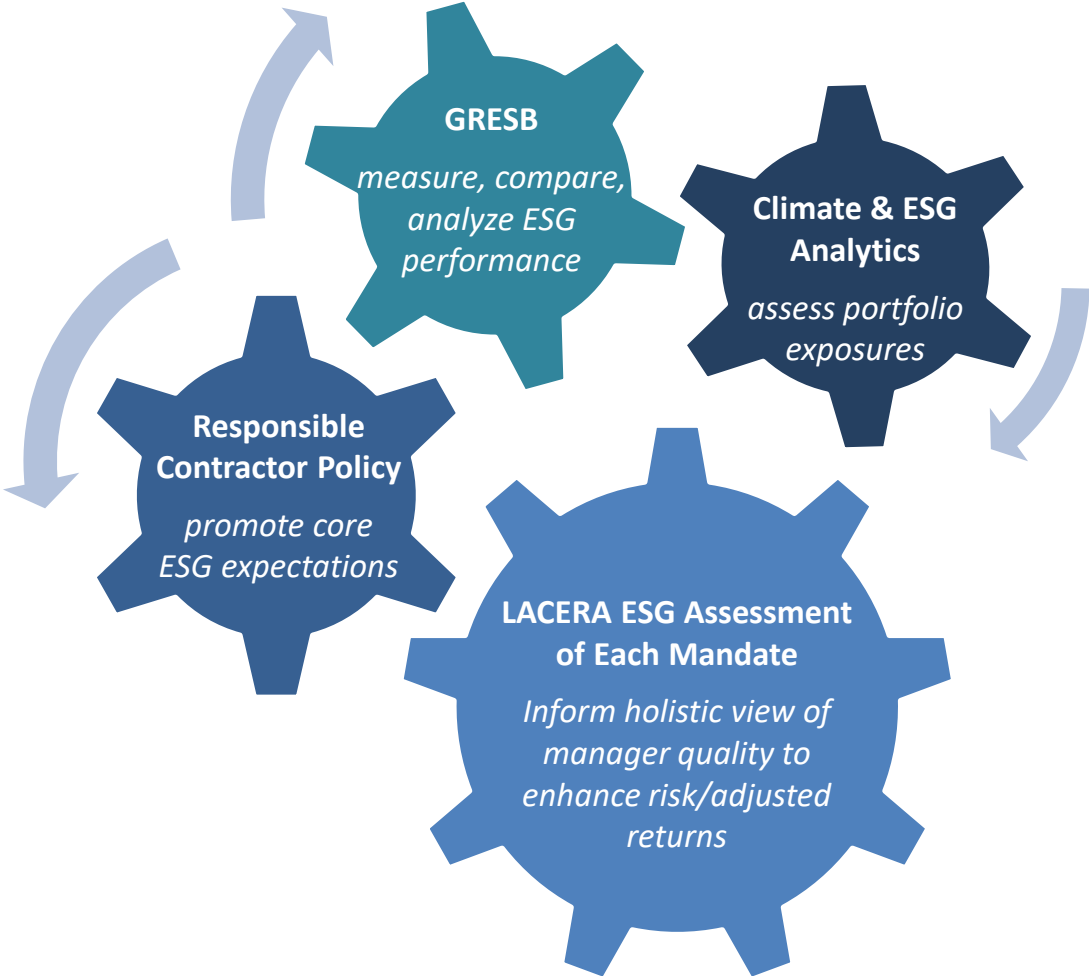 GRESB
measure, compare,
analyze ESG
performance
Climate & ESG
Analytics
assess portfolio
exposures
Responsible
Contractor Policy
promote core
ESG expectations
LACERA ESG Assessment
of Each Mandate
Inform holistic view of
manager quality to
enhance risk/adjusted
returns